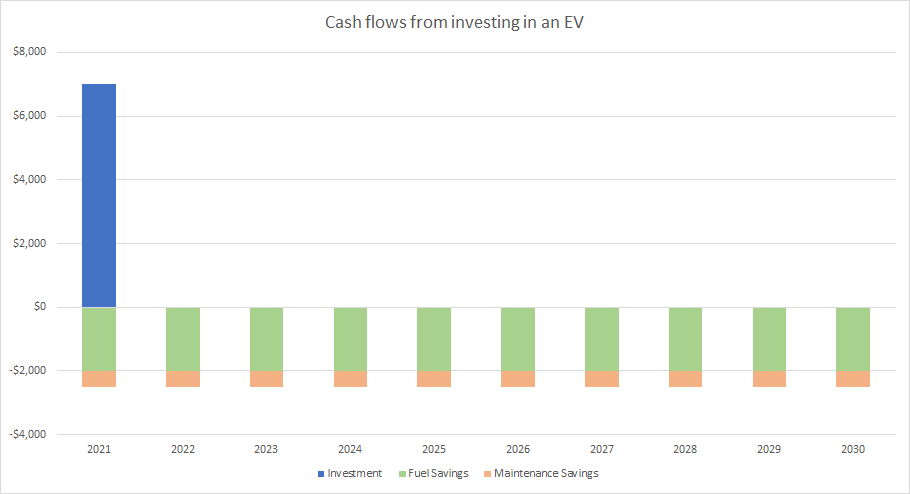 Cash flows from investing in an EV
$8,000
$6,000
$4,000
$2,000
$0
-$2,000
-$4,000
2021 2022 2023 2024 2025 2026 2027 2028 2029 2030
Investment Fuel Savings Maintenance Savings